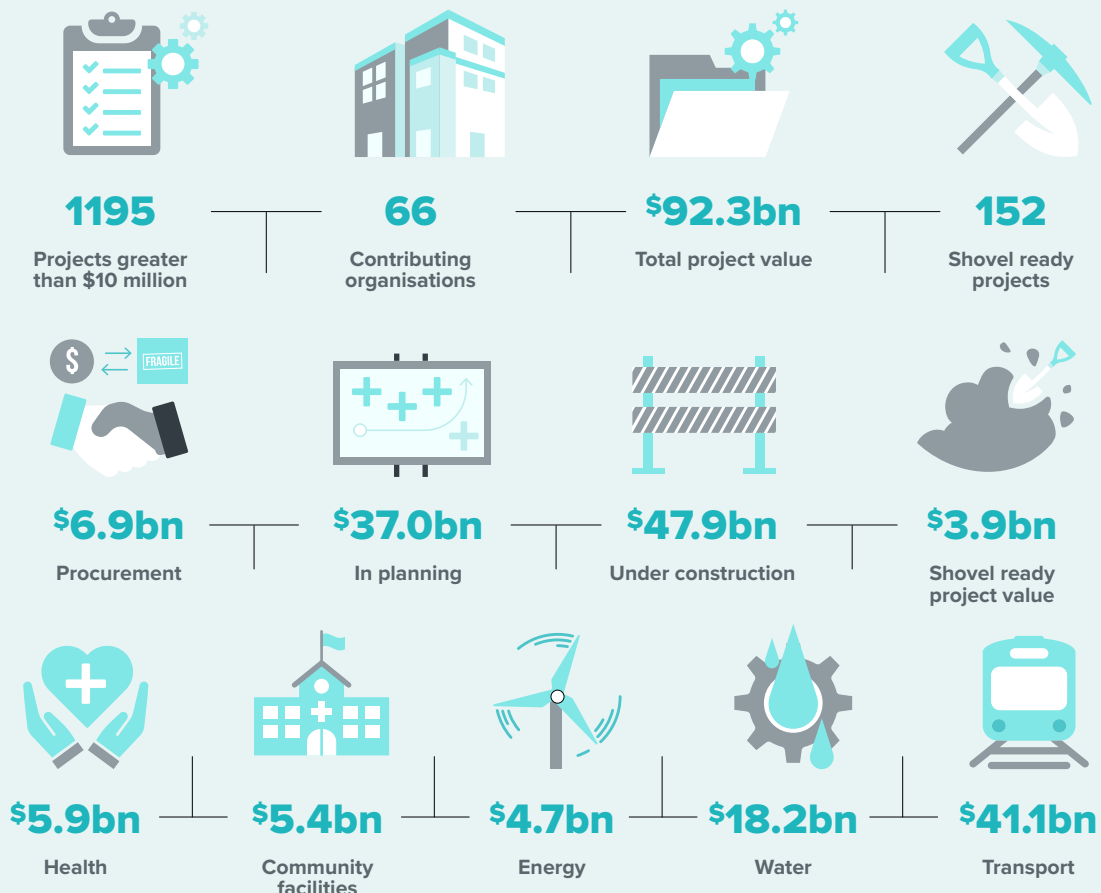 1195
Projects greater
than $10 million
66
Contributing
organisations
$92.3bn
Total project value
152
Shovel ready
projects
$
FRAGILE
$6.9bn
Procurement
$37.0bn
In planning
$47.9bn
Under construction
$3.9bn
Shovel ready
project value
$5.9bn
Health
$5.4bn
Community
facilities
$4.7bn
Energy
$18.2bn
Water
$41.1bn
Transport